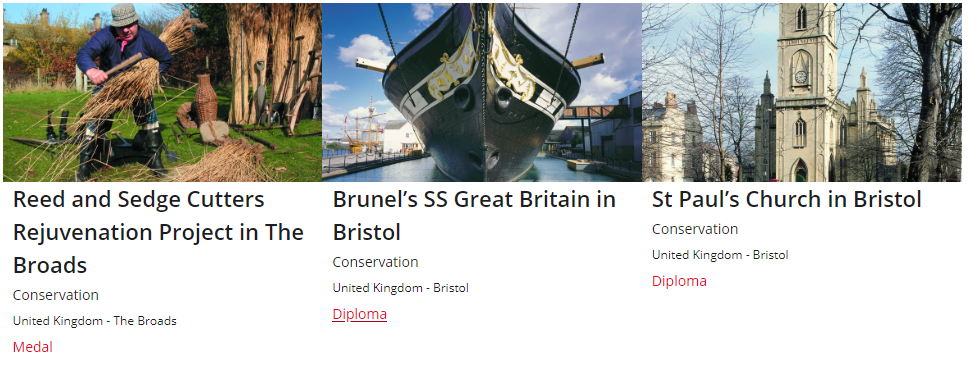 Reed and Sedge Cutters
Rejuvenation Project in The
Broads
Conservation
United Kingdom - The Broads
Medal
Brunel’s SS Great Britain in
Bristol
Conservation
United Kingdom - Bristol
Diploma
St Paul’s Church in Bristol
Conservation
United Kingdom - Bristol
Diploma